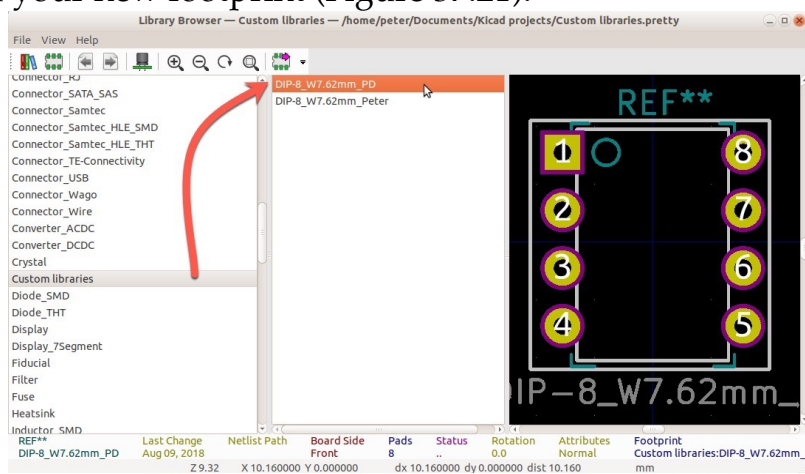 your new footprint (Figure
Library Browser — Custom libraries — /home/peter/Documents/Kicad projects/Custom libraries.pretty
File View Help
Connector_SATA_SAS
Connector_Samtec
Connector_Samtec_HLE_SMD
Connector_Samtec_HLE_THT
Connector_TE-Connectivity
Connector_USB
Connector_Wago
Connector_Wire
Converter_ACDC
Converter_DCDC
Crystal
Custom libraries
Diode_SMD
Diode_THT
Display
Display_7Segment
Fiducial
Filter
Fuse
Heatsink
Inductor_SMD
DIP-8_W7.62mm_PD
DIP-8_W7.62mm_Peter
REF**
1 8
2 7
3 6
4 5
DIP-8_W7.62mm_
REF** Last Change Netlist Path Board Side Pads Status Rotation Attributes Footprint
DIP-8_W7.62mm_PD Aug 09, 2018 Front 8 .. 0.0 Normal Custom libraries:DIP-8_W7.62mm_
Z 9.32 X 10.160000 Y 0.000000 dx 10.160000 dy 0.000000 dist 10.160 mm